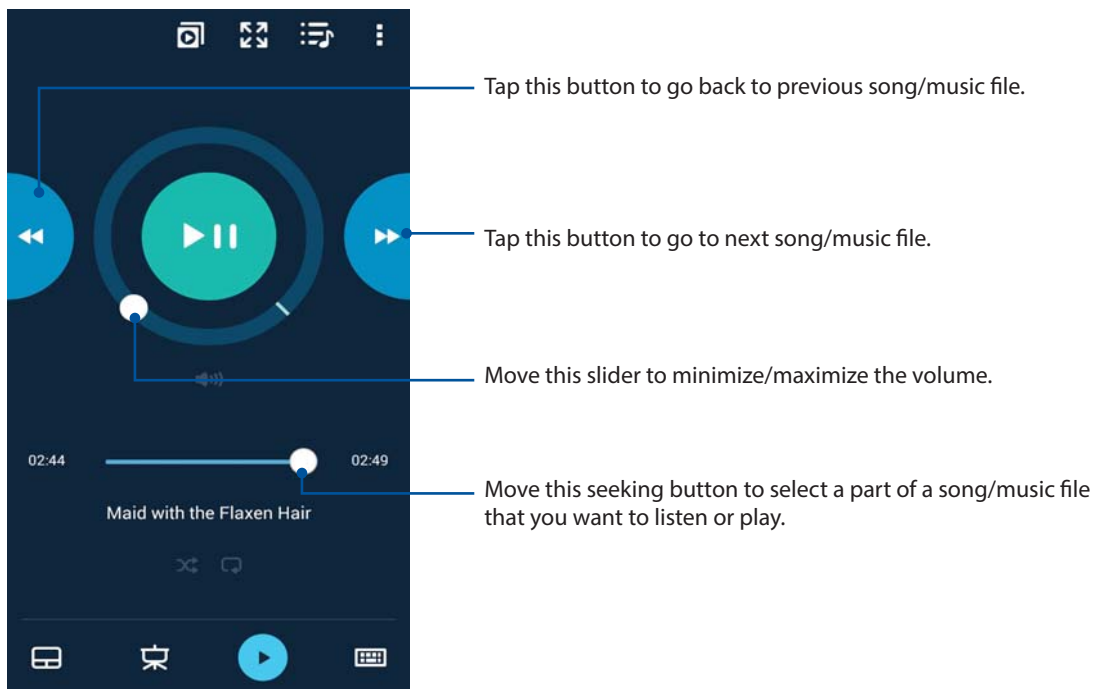 Tap this button to go back to previous song/music file.
Tap this button to go to next song/music file.
Move this slider to minimize/maximize the volume.
02:44
02:49
Move this seeking button to select a part of a song/music file
that you want to listen or play.
Maid with the Flaxen Hair